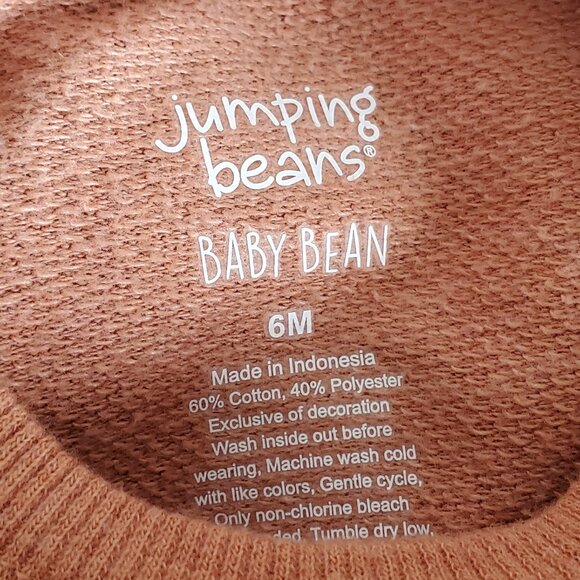 jumping
beans®
BABY BEAN
6M
Made in Indonesia
60% Cotton, 40% Polyester
Exclusive of decoration
Wash inside out before
wearing, Machine wash cold
with like colors, Gentle cycle,
Only non-chlorine bleach
Tumble dry low,